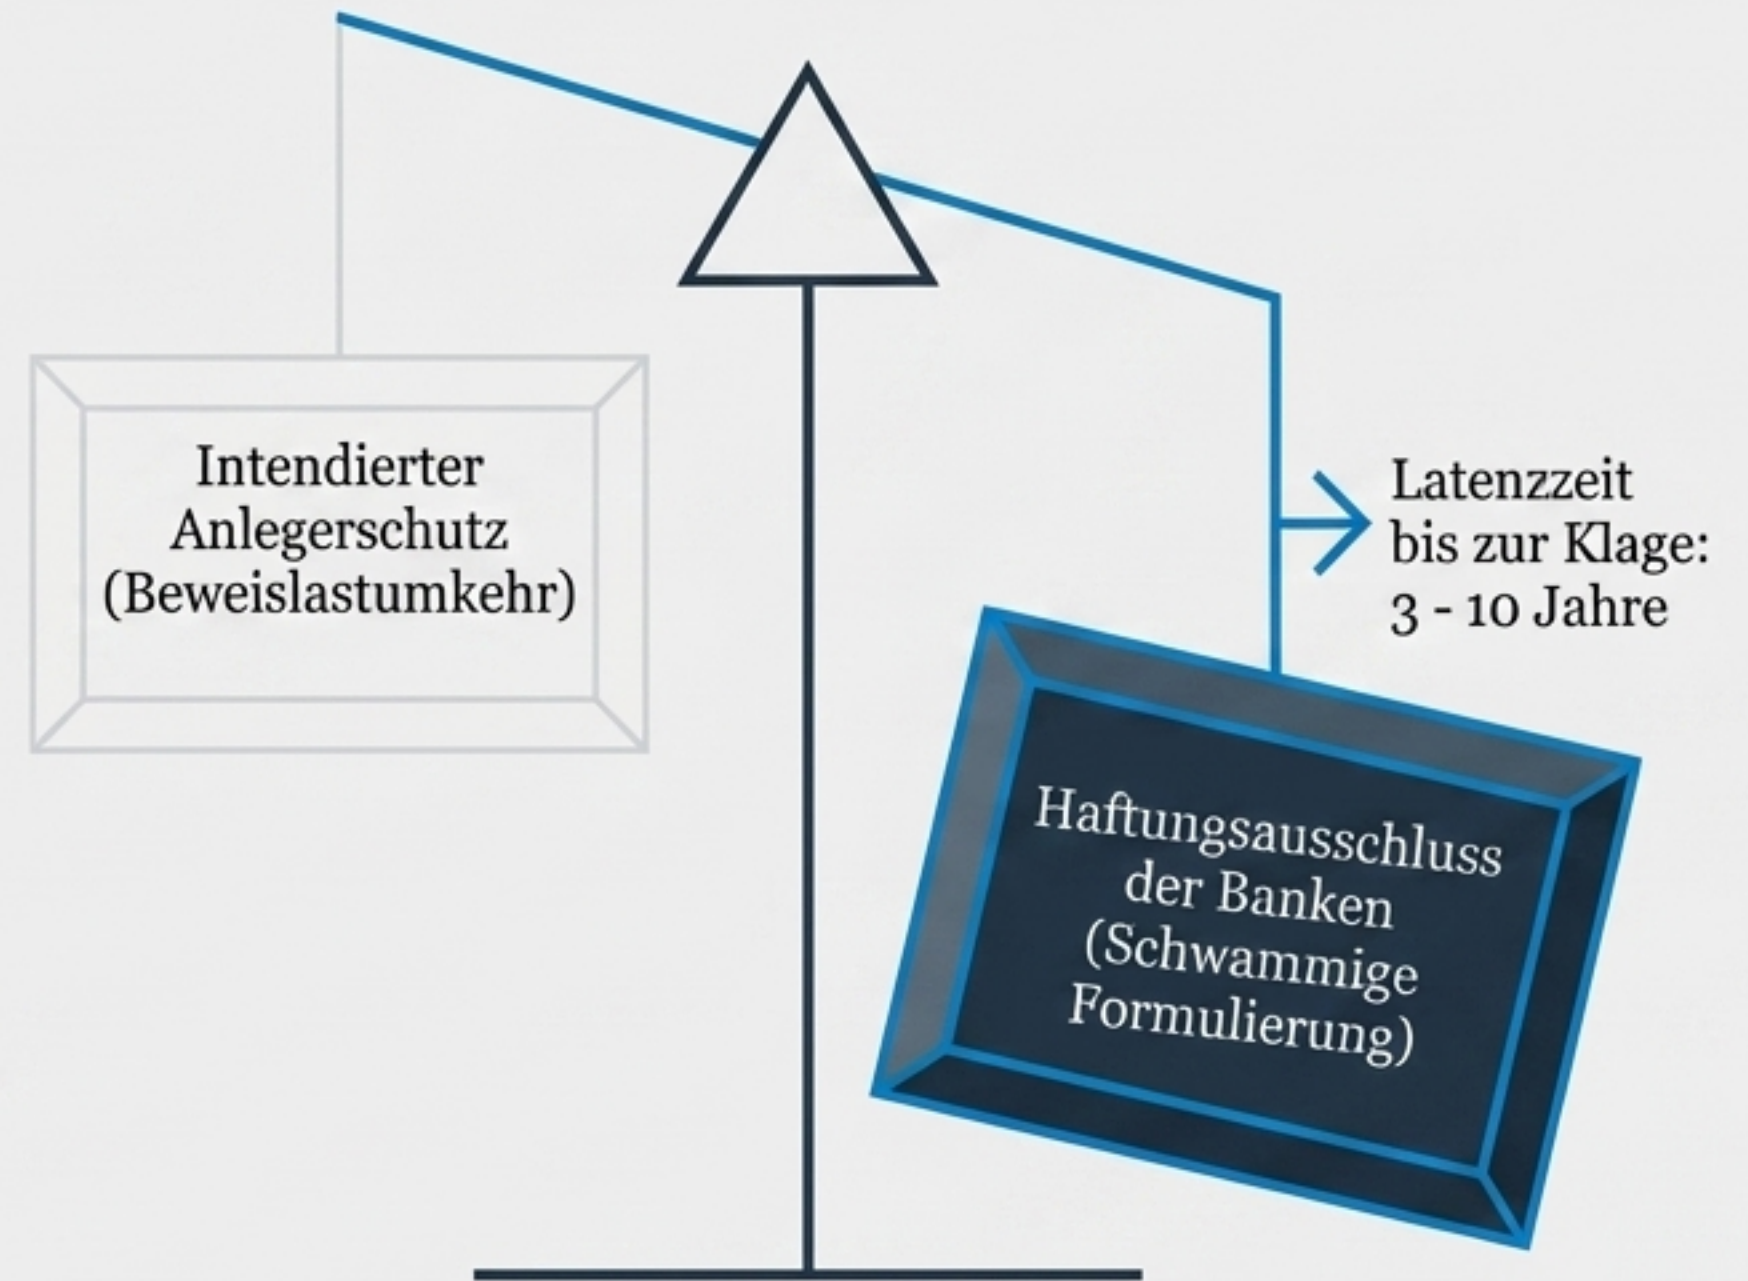 Intendierter
Anlegerschutz
(Beweislastumkehr)
Latenzzeit
bis zur Klage:
3 - 10 Jahre
Haftungsausschluss
der Banken
(Schwammige
Formulierung)